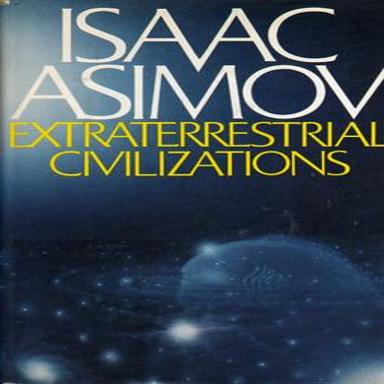 ISAAC
ASIMOV
EXTRATERRESTRIAL
CIVILIZATIONS